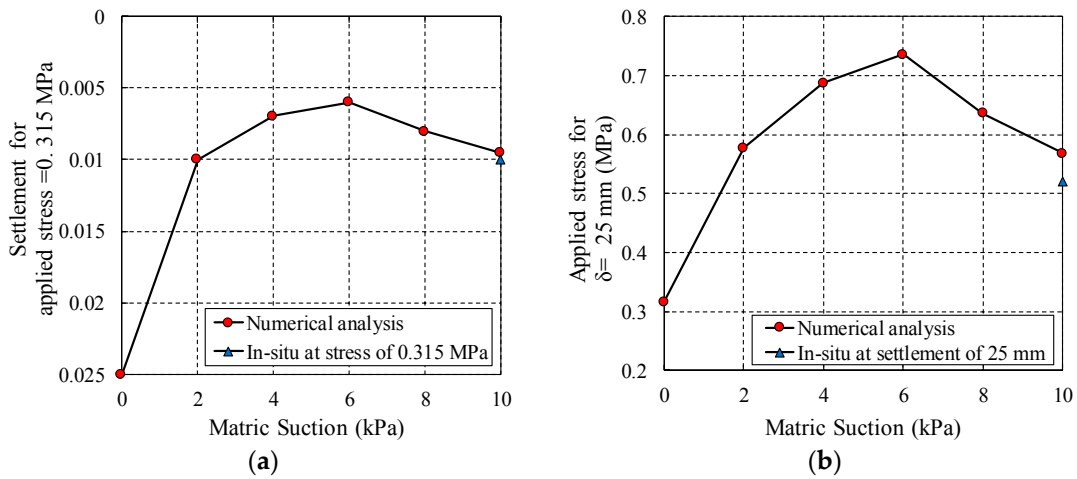 Settlement for
applied stress =0. 315 MPa
0
0.005
0.01
0.015
0.02
0.025
0 2 4 6 8 10
Numerical analysis
In-situ at stress of 0.315 MPa
Matric Suction (kPa)
(a)
Applied stress for
δ= 25 mm (MPa)
0.8
0.7
0.6
0.5
0.4
0.3
0.2
0 2 4 6 8 10
Numerical analysis
In-situ at settlement of 25 mm
Matric Suction (kPa)
(b)